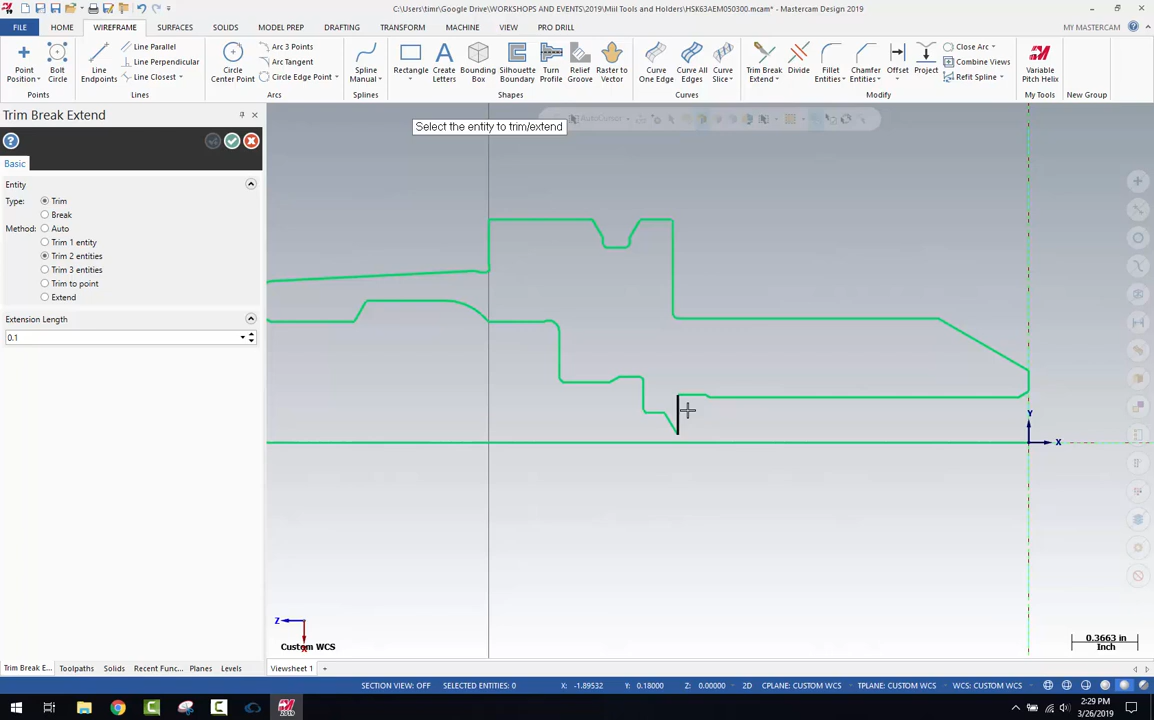 C:\Users\timr\Google Drive\WORKSHOPS AND EVENTS\2019\Mill Tools and Holders\HSK63AEM050300.mcam* - Mastercam Design 2019
FILE HOME WIREFRAME SURFACES SOLIDS MODEL PREP DRAFTING TRANSFORM MACHINE VIEW PRO DRILL MY MASTERCAM
Point Position
Bolt Circle
Points
Line Endpoints
Line Parallel
Line Perpendicular
Line Closest
Lines
Circle Center Point
Arc 3 Points
Arc Tangent
Circle Edge Point
Arcs
Spline Manual
Splines
Rectangle
Create Letters
Bounding Box
Silhouette Boundary
Turn Profile
Relief Groove
Raster to Vector
Shapes
Curve One Edge
Curve All Edges
Curve Slice
Curves
Trim Break Extend
Divide
Fillet Entities
Chamfer Entities
Offset
Project
Close Arc
Combine Views
Refit Spline
Modify
Variable Pitch Helix
My Tools
New Group
Trim Break Extend
Basic
Entity
Type: Trim
Break
Method: Auto
Trim 1 entity
Trim 2 entities
Trim 3 entities
Trim to point
Extend
Extension Length
0.1
Select the entity to trim/extend
AutoCursor
Y
X
Z
Custom WCS
0.3663 in
Inch
Trim Break E... Toolpaths Solids Recent Func... Planes Levels
Viewsheet 1 +
SECTION VIEW: OFF SELECTED ENTITIES: 0 X: -1.89532 Y: 0.18000 Z: 0.00000 2D CPLANE: CUSTOM WCS TPLANE: CUSTOM WCS WCS: CUSTOM WCS
2:29 PM
3/26/2019